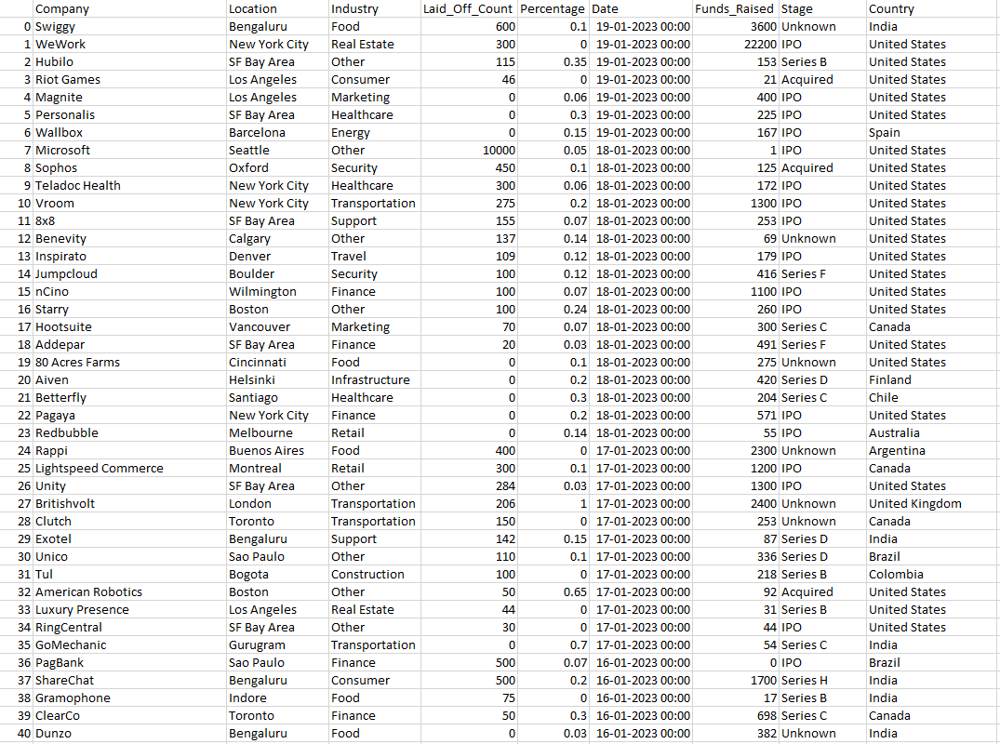 Company Location Industry Laid_Off_Count Percentage Date Funds_Raised Stage Country
0 Swiggy Bengaluru Food 600 0.1 19-01-2023 00:00 3600 Unknown India
1 WeWork New York City Real Estate 300 0 19-01-2023 00:00 22200 IPO United States
2 Hubilo SF Bay Area Other 115 0.35 19-01-2023 00:00 153 Series B United States
3 Riot Games Los Angeles Consumer 46 0 19-01-2023 00:00 21 Acquired United States
4 Magnite Los Angeles Marketing 0 0.06 19-01-2023 00:00 400 IPO United States
5 Personalis SF Bay Area Healthcare 0 0.3 19-01-2023 00:00 225 IPO United States
6 Wallbox Barcelona Energy 0 0.15 19-01-2023 00:00 167 IPO Spain
7 Microsoft Seattle Other 10000 0.05 18-01-2023 00:00 1 IPO United States
8 Sophos Oxford Security 450 0.1 18-01-2023 00:00 125 Acquired United States
9 Teladoc Health New York City Healthcare 300 0.06 18-01-2023 00:00 172 IPO United States
10 Vroom New York City Transportation 275 0.2 18-01-2023 00:00 1300 IPO United States
11 8x8 SF Bay Area Support 155 0.07 18-01-2023 00:00 253 IPO United States
12 Benevity Calgary Other 137 0.14 18-01-2023 00:00 69 Unknown United States
13 Inspirato Denver Travel 109 0.12 18-01-2023 00:00 179 IPO United States
14 Jumpcloud Boulder Security 100 0.12 18-01-2023 00:00 416 Series F United States
15 nCino Wilmington Finance 100 0.07 18-01-2023 00:00 1100 IPO United States
16 Starry Boston Other 100 0.24 18-01-2023 00:00 260 IPO United States
17 Hootsuite Vancouver Marketing 70 0.07 18-01-2023 00:00 300 Series C Canada
18 Addepar SF Bay Area Finance 20 0.03 18-01-2023 00:00 491 Series F United States
19 80 Acres Farms Cincinnati Food 0 0.1 18-01-2023 00:00 275 Unknown United States
20 Aiven Helsinki Infrastructure 0 0.2 18-01-2023 00:00 420 Series D Finland
21 Betterfly Santiago Healthcare 0 0.3 18-01-2023 00:00 204 Series C Chile
22 Pagaya New York City Finance 0 0.2 18-01-2023 00:00 571 IPO United States
23 Redbubble Melbourne Retail 0 0.14 18-01-2023 00:00 55 IPO Australia
24 Rappi Buenos Aires Food 400 0 17-01-2023 00:00 2300 Unknown Argentina
25 Lightspeed Commerce Montreal Retail 300 0.1 17-01-2023 00:00 1200 IPO Canada
26 Unity SF Bay Area Other 284 0.03 17-01-2023 00:00 1300 IPO United States
27 Britishvolt London Transportation 206 1 17-01-2023 00:00 2400 Unknown United Kingdom
28 Clutch Toronto Transportation 150 0 17-01-2023 00:00 253 Unknown Canada
29 Exotel Bengaluru Support 142 0.15 17-01-2023 00:00 87 Series D India
30 Unico Sao Paulo Other 110 0.1 17-01-2023 00:00 336 Series D Brazil
31 Tul Bogota Construction 100 0 17-01-2023 00:00 218 Series B Colombia
32 American Robotics Boston Other 50 0.65 17-01-2023 00:00 92 Acquired United States
33 Luxury Presence Los Angeles Real Estate 44 0 17-01-2023 00:00 31 Series B United States
34 RingCentral SF Bay Area Other 30 0 17-01-2023 00:00 44 IPO United States
35 GoMechanic Gurugram Transportation 0 0.7 17-01-2023 00:00 54 Series C India
36 PagBank Sao Paulo Finance 500 0.07 16-01-2023 00:00 0 IPO Brazil
37 ShareChat Bengaluru Consumer 500 0.2 16-01-2023 00:00 1700 Series H India
38 Gramophone Indore Food 75 0 16-01-2023 00:00 17 Series B India
39 ClearCo Toronto Finance 50 0.3 16-01-2023 00:00 698 Series C Canada
40 Dunzo Bengaluru Food 0 0.03 16-01-2023 00:00 382 Unknown India